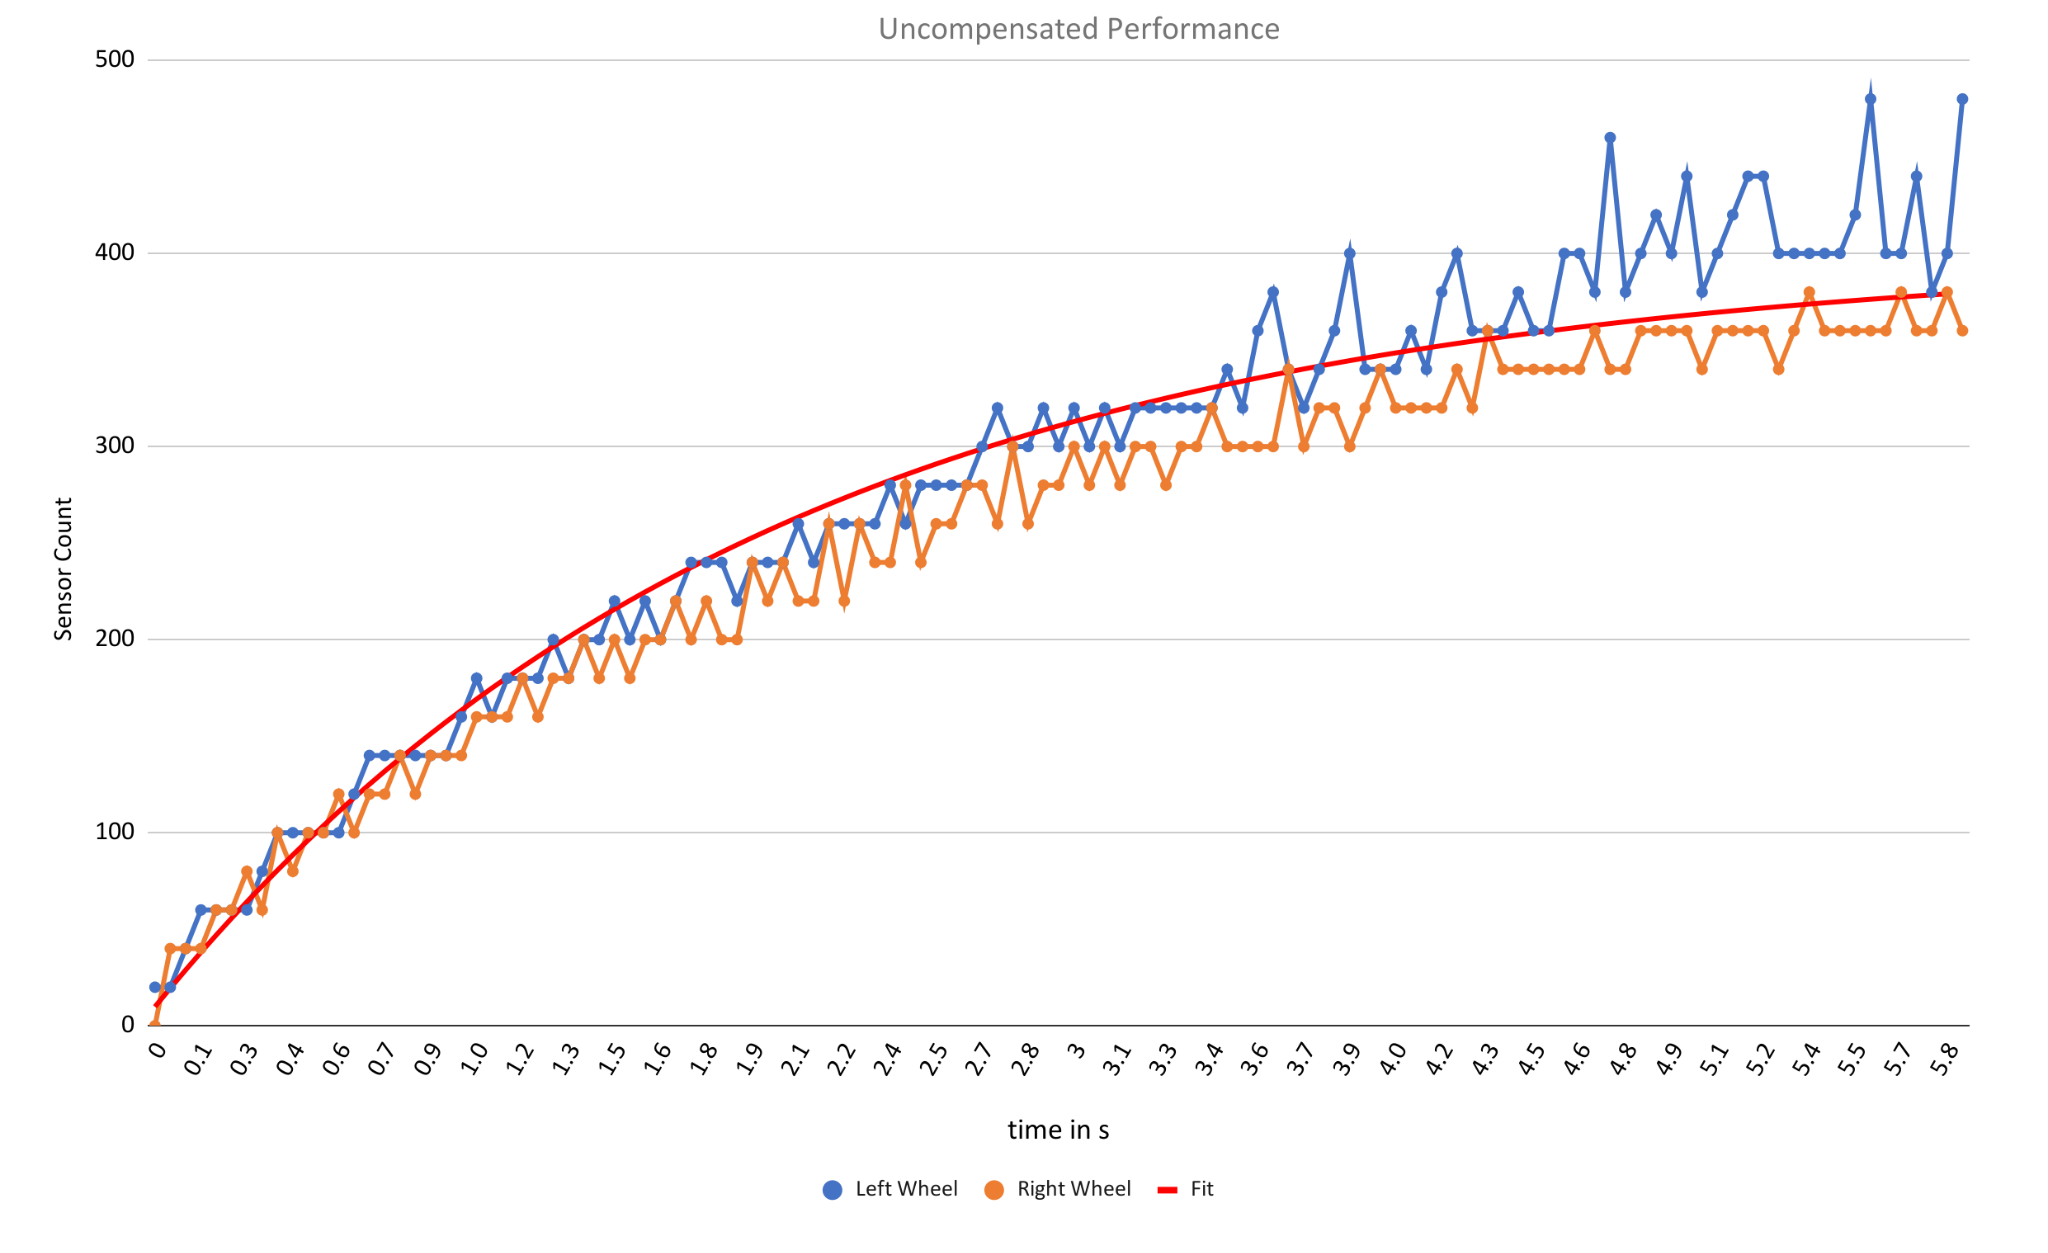 Uncompensated Performance
500
400
300
200
100
0
Sensor Count
0 0.1 0.3 0.4 0.6 0.7 0.9 1.0 1.2 1.3 1.5 1.6 1.8 1.9 2.1 2.2 2.4 2.5 2.7 2.8 3 3.1 3.3 3.4 3.6 3.7 3.9 4.0 4.2 4.3 4.5 4.6 4.8 4.9 5.1 5.2 5.4 5.5 5.7 5.8
time in s
Left Wheel Right Wheel Fit